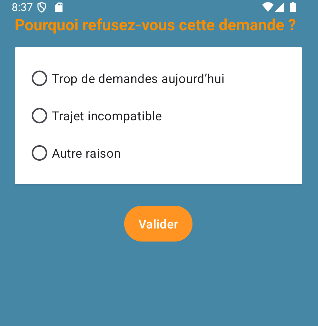 8:37
Pourquoi refusez-vous cette demande ?
Trop de demandes aujourd'hui
Trajet incompatible
Autre raison
Valider